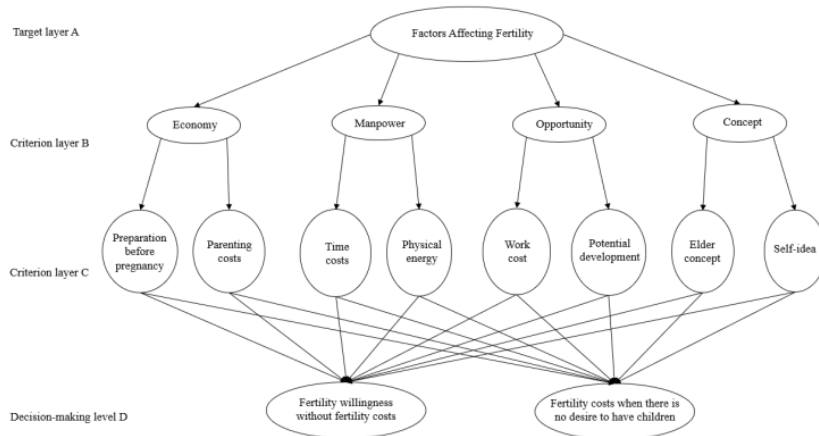 Target layer A
Factors Affecting Fertility
Criterion layer B
Economy
Manpower
Opportunity
Concept
Criterion layer C
Preparation
before
pregnancy
Parenting
costs
Time
costs
Physical
energy
Work
cost
Potential
development
Elder
concept
Self-idea
Decision-making level D
Fertility willingness
without fertility costs
Fertility costs when there is
no desire to have children